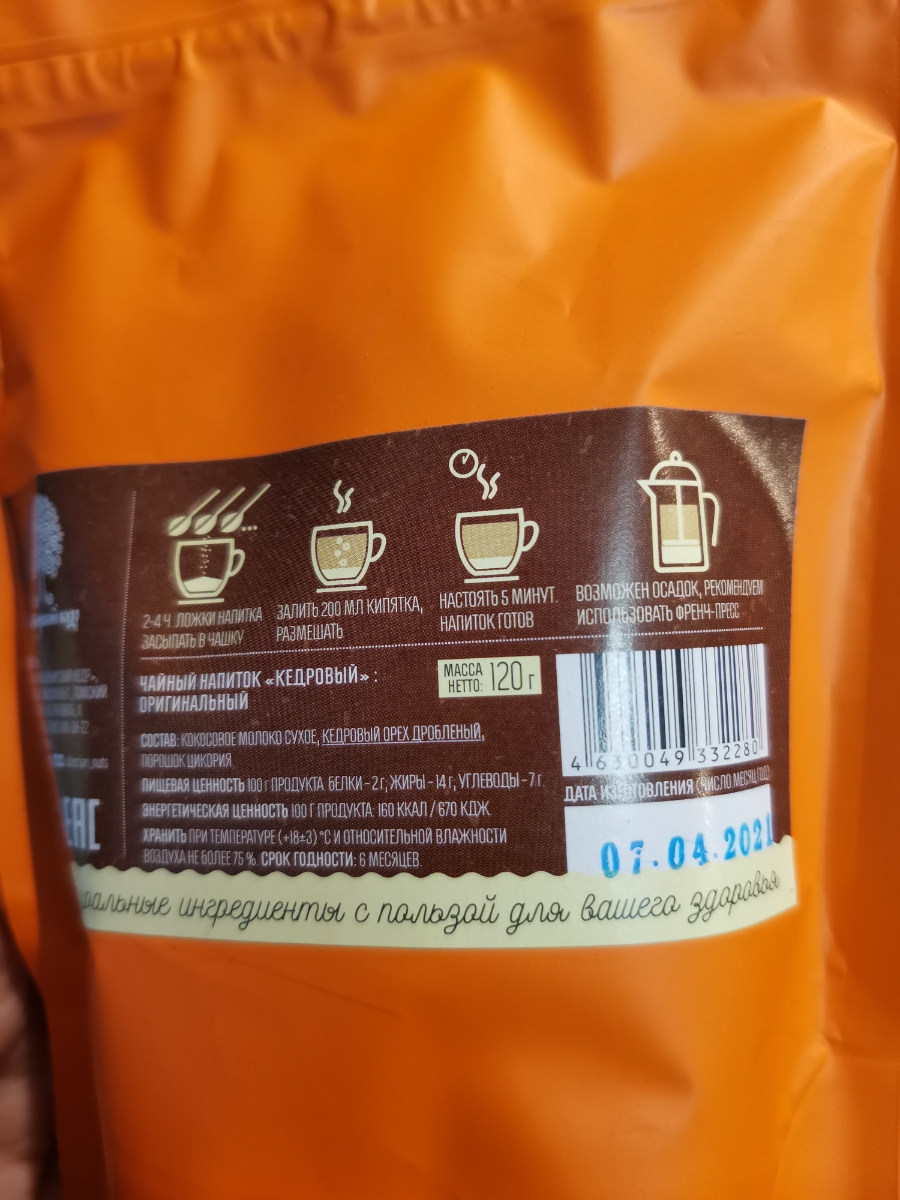 2-4 Ч. ЛОЖКИ НАПИТКА
ЗАСЫПАТЬ В ЧАШКУ
ЗАЛИТЬ 200 МЛ КИПЯТКА,
РАЗМЕШАТЬ
НАСТОЯТЬ 5 МИНУТ.
НАПИТОК ГОТОВ
ВОЗМОЖЕН ОСАДОК, РЕКОМЕНДУЕМ
ИСПОЛЬЗОВАТЬ ФРЕНЧ-ПРЕСС
ЧАЙНЫЙ НАПИТОК «КЕДРОВЫЙ» :
ОРИГИНАЛЬНЫЙ
МАССА
НЕТТО: 120 г
СОСТАВ: КОКОСОВОЕ МОЛОКО СУХОЕ, КЕДРОВЫЙ ОРЕХ ДРОБЛЕНЫЙ,
ПОРОШОК ЦИКОРИЯ
ПИЩЕВАЯ ЦЕННОСТЬ 100 Г ПРОДУКТА: БЕЛКИ - 2 г; ЖИРЫ - 14 г, УГЛЕВОДЫ - 7 г.
ЭНЕРГЕТИЧЕСКАЯ ЦЕННОСТЬ 100 Г ПРОДУКТА: 160 ККАЛ / 670 КДЖ.
ХРАНИТЬ ПРИ ТЕМПЕРАТУРЕ (+18±3) °С И ОТНОСИТЕЛЬНОЙ ВЛАЖНОСТИ
ВОЗДУХА НЕ БОЛЕЕ 75 %. СРОК ГОДНОСТИ: 6 МЕСЯЦЕВ.
4 630049 332280
ДАТА ИЗГОТОВЛЕНИЯ (ЧИСЛО, МЕСЯЦ, ГОД)
07.04.2021
ЕАС
ральные ингредиенты с пользой для вашего здоровья